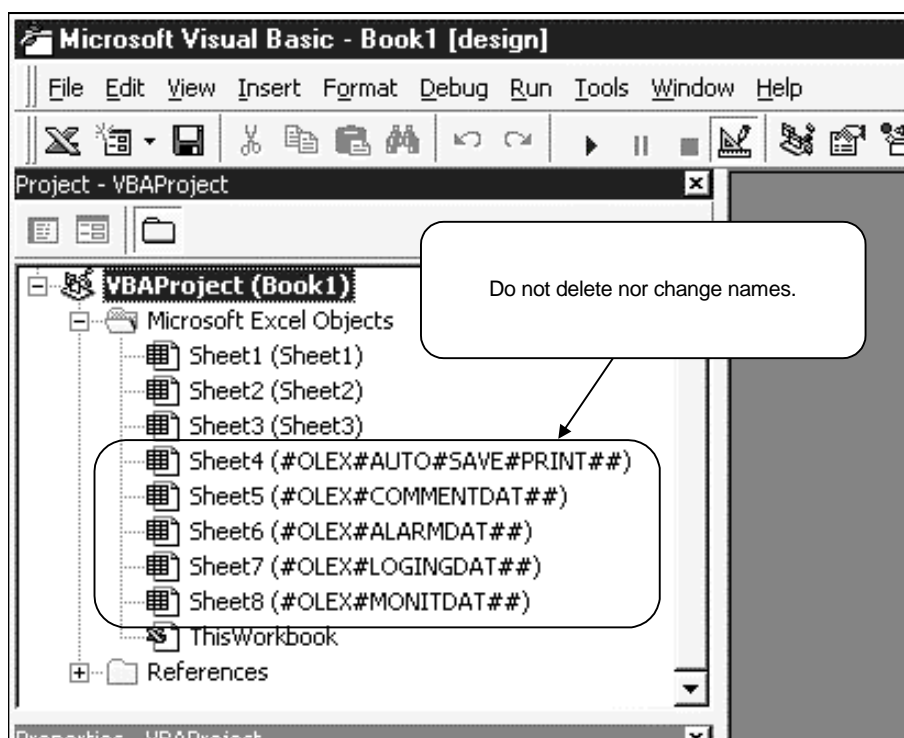 Microsoft Visual Basic - Book1 [design]
File Edit View Insert Format Debug Run Tools Window Help
Project - VBAProject
VBAProject (Book1)
Do not delete nor change names.
Microsoft Excel Objects
Sheet1 (Sheet1)
Sheet2 (Sheet2)
Sheet3 (Sheet3)
Sheet4 (#OLEX#AUTO#SAVE#PRINT##)
Sheet5 (#OLEX#COMMENTDAT##)
Sheet6 (#OLEX#ALARMDAT##)
Sheet7 (#OLEX#LOGINGDAT##)
Sheet8 (#OLEX#MONITDAT##)
ThisWorkbook
References
Properties - VBAProject